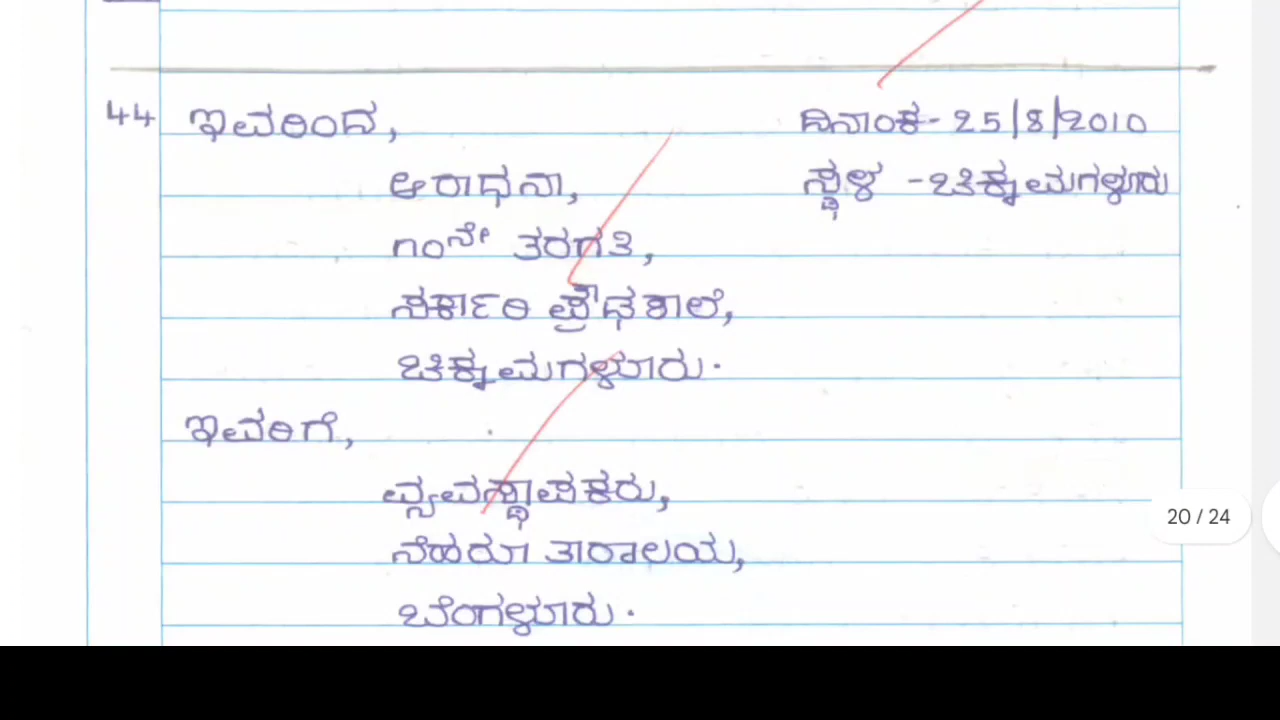 44 ಇವರಿಂದ, ದಿನಾಂಕ- 25/8/2010
ಆರಾಧನಾ, ಸ್ಥಳ - ಚಿಕ್ಕಮಗಳೂರು
೧೦ನೇ ತರಗತಿ,
ಸರ್ಕಾರಿ ಪ್ರೌಢಶಾಲೆ,
ಚಿಕ್ಕಮಗಳೂರು.
ಇವರಿಗೆ,
ವ್ಯವಸ್ಥಾಪಕರು,
20 / 24
ನೆಹರೂ ತಾರಾಲಯ,
ಬೆಂಗಳೂರು.